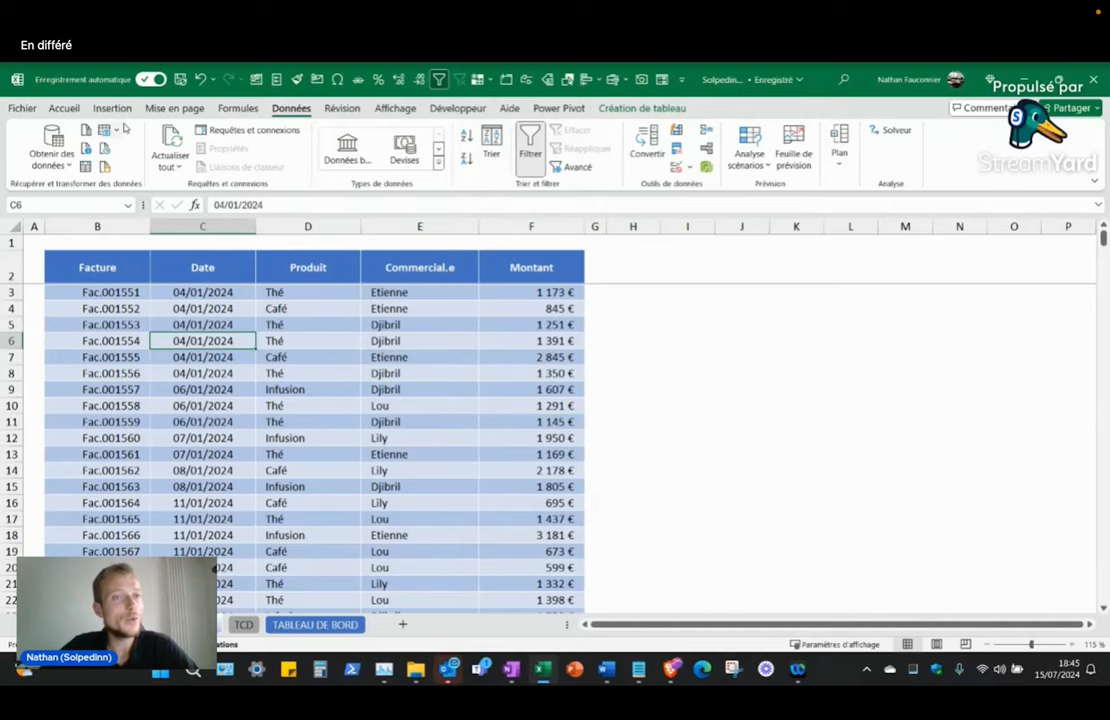 En différé
Enregistrement automatique
Solpedinn... • Enregistré
Nathan Fauconnier
Propulsé par
StreamYard
Fichier Accueil Insertion Mise en page Formules Données Révision Affichage Développeur Aide Power Pivot Création de tableau
Commenta
Partager
Obtenir des données
Récupérer et transformer des données
Actualiser tout
Requêtes et connexions
Propriétés
Liaisons de classeur
Requêtes et connexions
Données b...
Devises
Types de données
Trier
Filtrer
Effacer
Réappliquer
Avancé
Trier et filtrer
Convertir
Outils de données
Analyse scénarios
Feuille de prévision
Prévision
Plan
Solveur
Analyse
C6 fx 04/01/2024
A B C D E F G H I J K L M N O P
1
2 Facture Date Produit Commercial.e Montant
3 Fac.001551 04/01/2024 Thé Etienne 1 173 €
4 Fac.001552 04/01/2024 Café Etienne 845 €
5 Fac.001553 04/01/2024 Thé Djibril 1 251 €
6 Fac.001554 04/01/2024 Thé Djibril 1 391 €
7 Fac.001555 04/01/2024 Café Etienne 2 845 €
8 Fac.001556 04/01/2024 Thé Djibril 1 350 €
9 Fac.001557 06/01/2024 Infusion Djibril 1 607 €
10 Fac.001558 06/01/2024 Thé Lou 1 291 €
11 Fac.001559 06/01/2024 Thé Djibril 1 145 €
12 Fac.001560 07/01/2024 Infusion Lily 1 950 €
13 Fac.001561 07/01/2024 Thé Etienne 1 169 €
14 Fac.001562 08/01/2024 Café Lily 2 178 €
15 Fac.001563 08/01/2024 Infusion Djibril 1 805 €
16 Fac.001564 11/01/2024 Café Lily 695 €
17 Fac.001565 11/01/2024 Thé Lou 1 437 €
18 Fac.001566 11/01/2024 Infusion Etienne 3 181 €
19 Fac.001567 11/01/2024 Café Lou 673 €
20 024 Café Lou 599 €
21 024 Thé Lily 1 332 €
22 024 Thé Lou 1 398 €
TCD TABLEAU DE BORD
Paramètres d'affichage
115 %
Nathan (Solpedinn)
18:45
15/07/2024